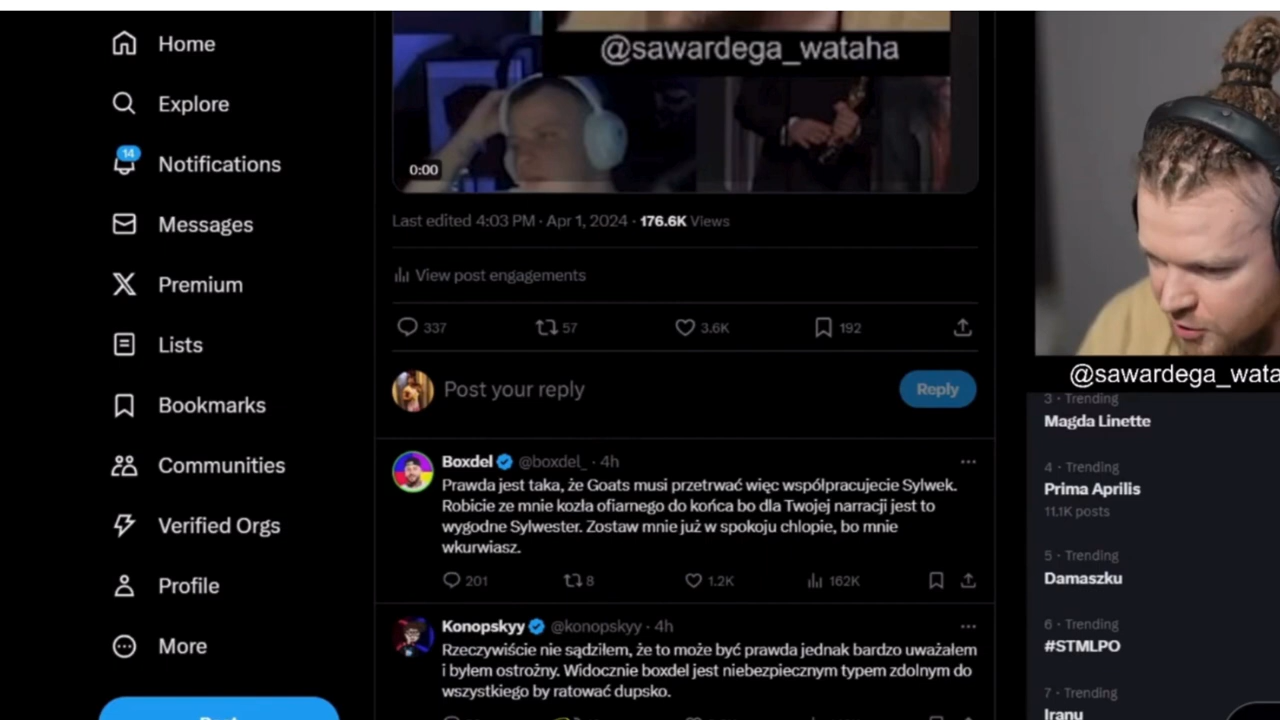 @sawardega_wataha
Home
Explore
14
Notifications
Messages
Premium
Lists
Bookmarks
Communities
Verified Orgs
Profile
More
0:00
Last edited 4:03 PM · Apr 1, 2024 · 176.6K Views
View post engagements
337 57 3.6K 192
Post your reply
Reply
Boxdel @boxdel_ · 4h
Prawda jest taka, że Goats musi przetrwać więc współpracujecie Sylwek.
Robicie ze mnie kozła ofiarnego do końca bo dla Twojej narracji jest to
wygodne Sylwester. Zostaw mnie już w spokoju chlopie, bo mnie
wkurwiasz.
201 8 1.2K 162K
Konopskyy @konopskyy · 4h
Rzeczywiście nie sądziłem, że to może być prawda jednak bardzo uważałem
i byłem ostrożny. Widocznie boxdel jest niebezpiecznym typem zdolnym do
wszystkiego by ratować dupsko.
@sawardega_wata
3 · Trending
Magda Linette
4 · Trending
Prima Aprilis
11.1K posts
5 · Trending
Damaszku
6 · Trending
#STMLPO
7 · Trending
Iranu